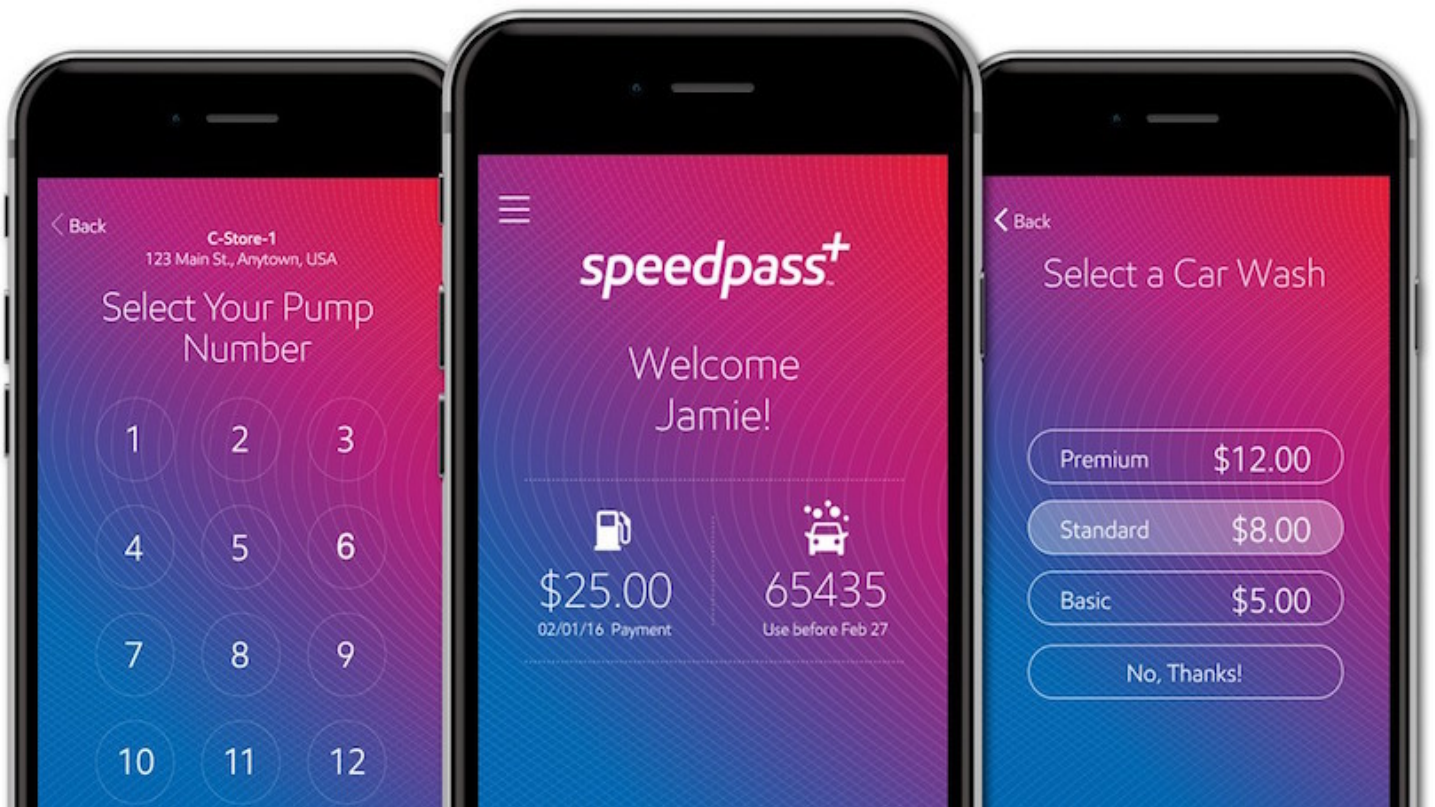 Back
C-Store-1
123 Main St., Anytown, USA
Select Your Pump
Number
1 2 3
4 5 6
7 8 9
10 11 12
speedpass+™
Welcome
Jamie!
$25.00 65435
02/01/16 Payment Use before Feb 27
Back
Select a Car Wash
Premium $12.00
Standard $8.00
Basic $5.00
No, Thanks!